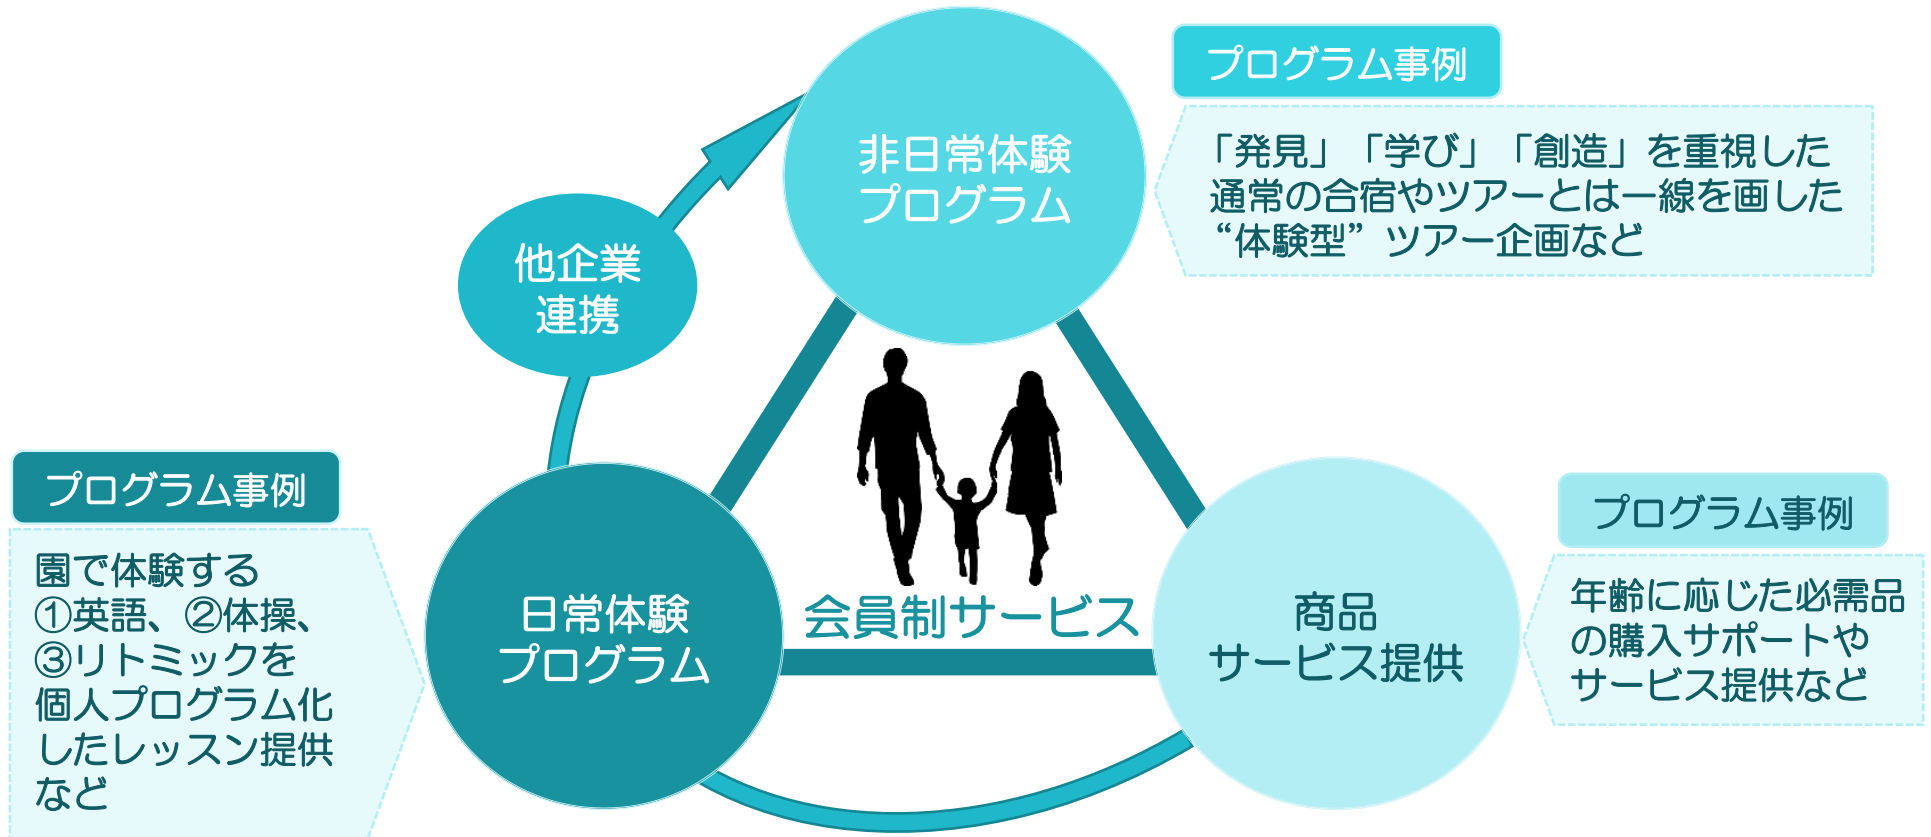 非日常体験
プログラム
プログラム事例
「発見」「学び」「創造」を重視した
通常の合宿やツアーとは一線を画した
“体験型”ツアー企画など
他企業
連携
プログラム事例
園で体験する
①英語、②体操、
③リトミックを
個人プログラム化
したレッスン提供
など
日常体験
プログラム
会員制サービス
商品
サービス提供
プログラム事例
年齢に応じた必需品
の購入サポートや
サービス提供など